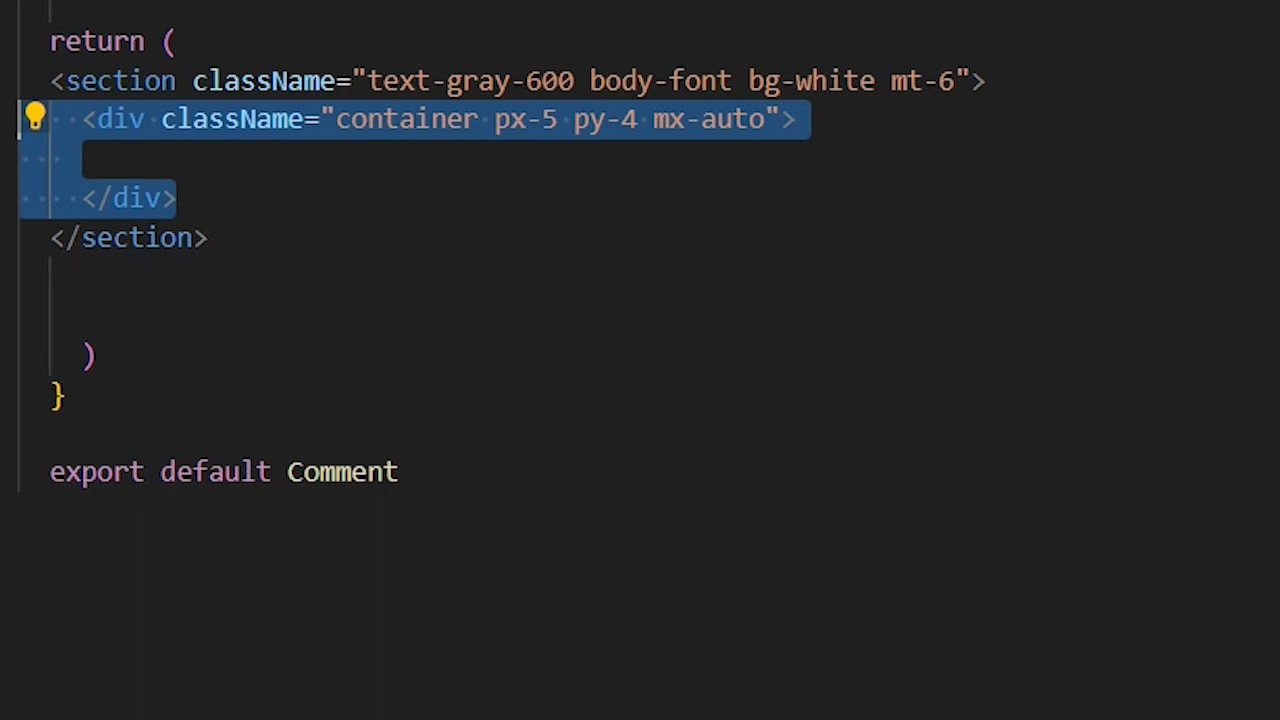 return (
<section className="text-gray-600 body-font bg-white mt-6">
<div className="container px-5 py-4 mx-auto">
</div>
</section>
)
}
export default Comment